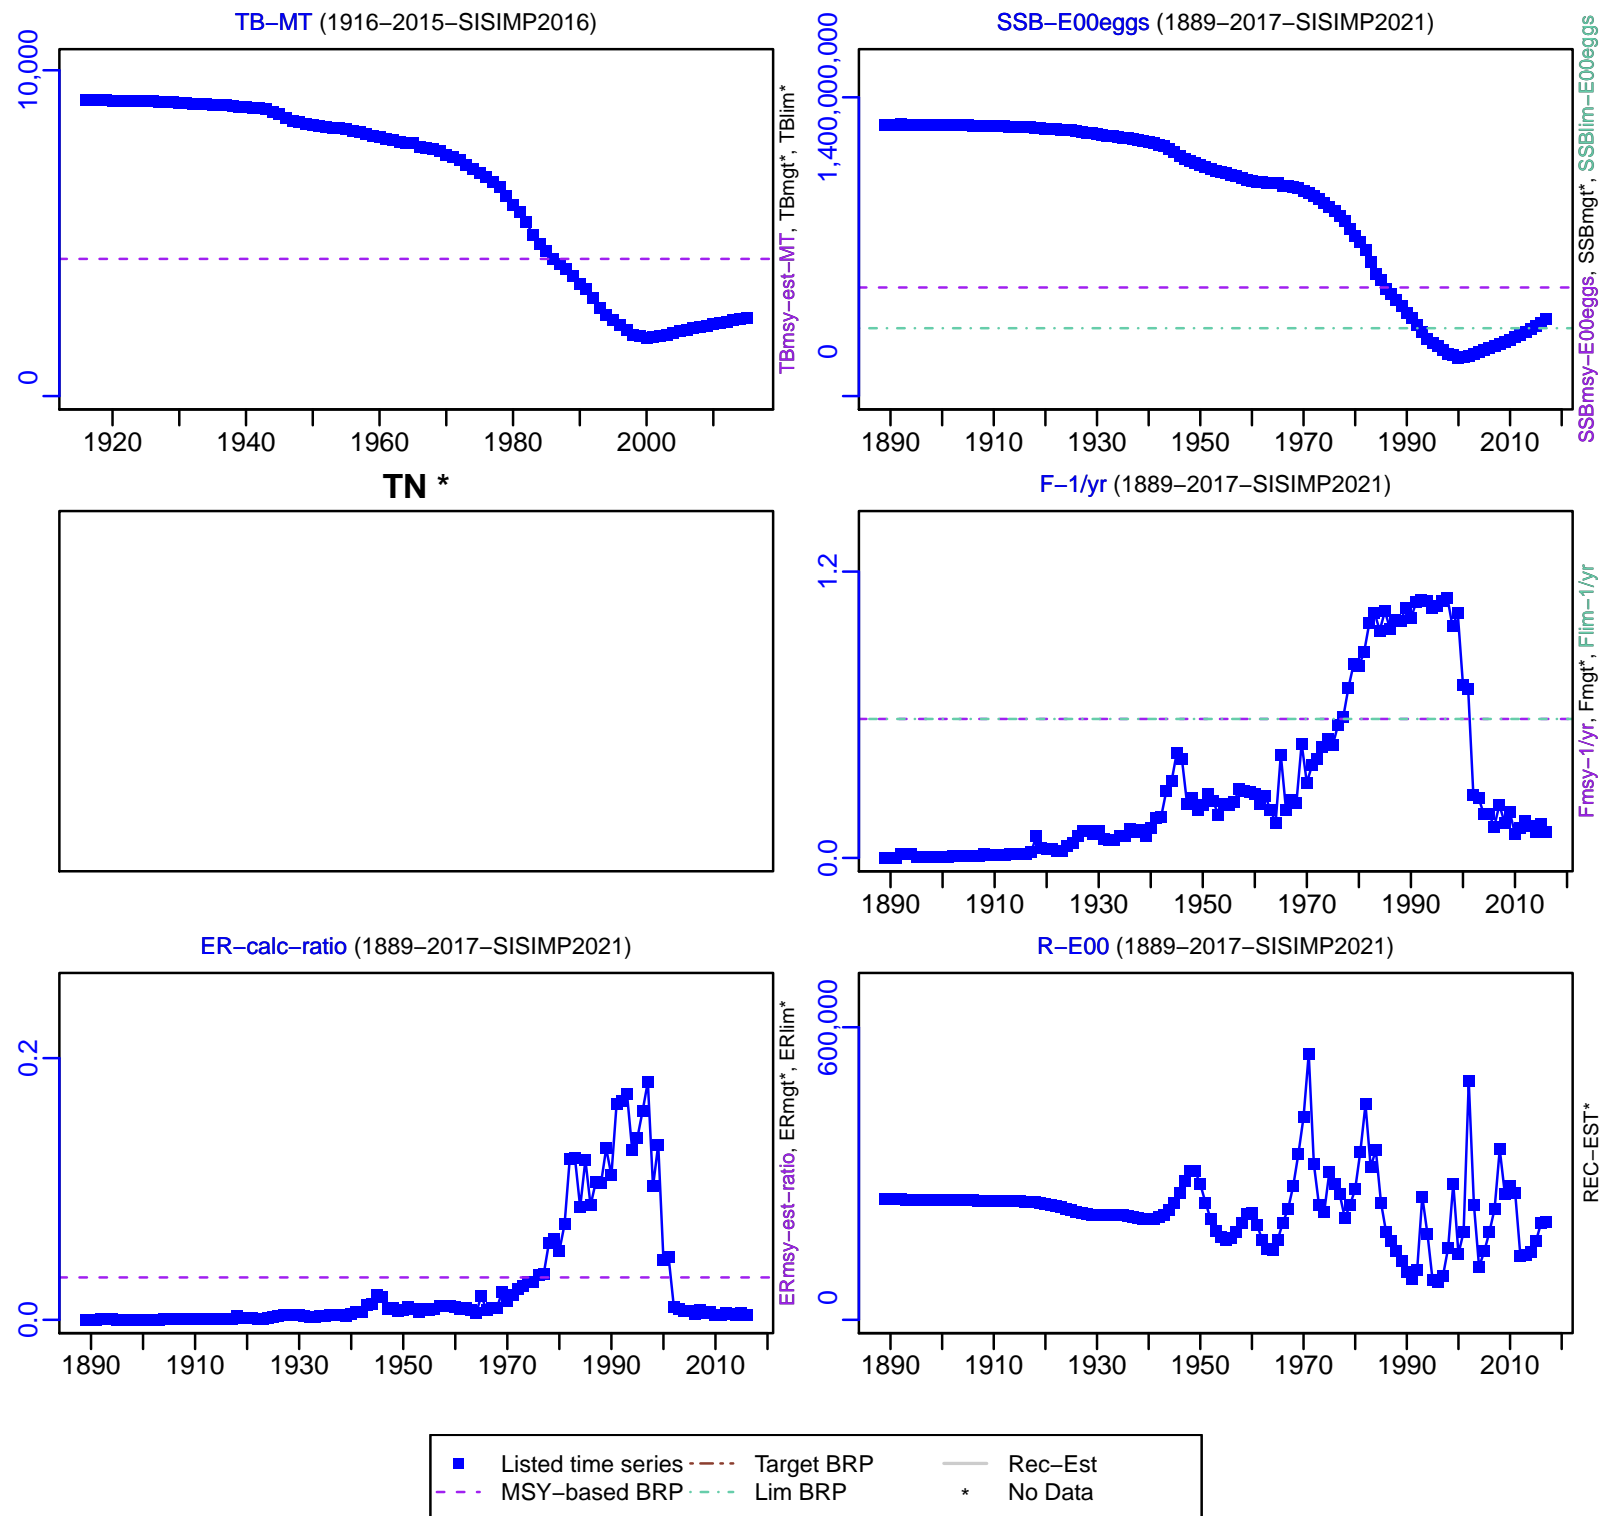 TB−MT (1916−2015−SISIMP2016)
10,000
0
1920 1940 1960 1980 2000
TBmsy−est−MT, TBmgt*, TBlim*
SSB−E00eggs (1889−2017−SISIMP2021)
1,400,000
0
1890 1910 1930 1950 1970 1990 2010
SSBmsy−E00eggs, SSBmgt*, SSBlim−E00eggs
TN *
F−1/yr (1889−2017−SISIMP2021)
1.2
0.0
1890 1910 1930 1950 1970 1990 2010
Fmsy−1/yr, Fmgt*, Flim−1/yr
ER−calc−ratio (1889−2017−SISIMP2021)
0.2
0.0
1890 1910 1930 1950 1970 1990 2010
ERmsy−est−ratio, ERmgt*, ERlim*
R−E00 (1889−2017−SISIMP2021)
600,000
0
1890 1910 1930 1950 1970 1990 2010
REC−EST*
Listed time series Target BRP Rec−Est
MSY−based BRP Lim BRP * No Data